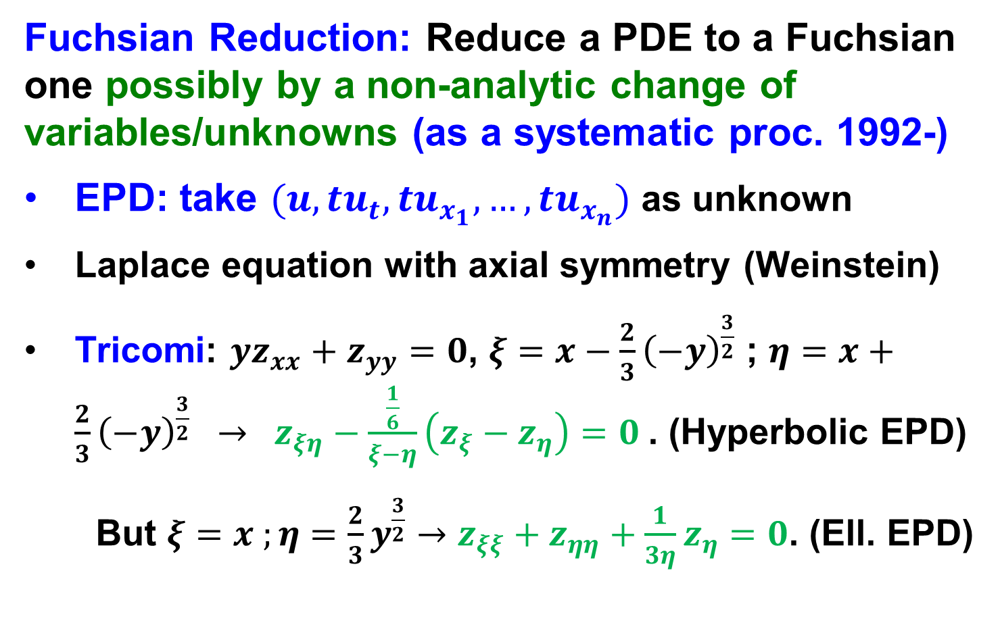 Fuchsian Reduction: Reduce a PDE to a Fuchsian
one possibly by a non-analytic change of
variables/unknowns (as a systematic proc. 1992-)
• EPD: take $(u, tu_t, tu_{x_1}, \dots, tu_{x_n})$ as unknown
• Laplace equation with axial symmetry (Weinstein)
• Tricomi: $yz_{xx} + z_{yy} = 0$, $\xi = x - \frac{2}{3}(-y)^{\frac{3}{2}}$ ; $\eta = x +$
$\frac{2}{3}(-y)^{\frac{3}{2}} \rightarrow z_{\xi\eta} - \frac{\frac{1}{6}}{\xi-\eta}(z_\xi - z_\eta) = 0$ . (Hyperbolic EPD)
But $\xi = x$ ; $\eta = \frac{2}{3}y^{\frac{3}{2}} \rightarrow z_{\xi\xi} + z_{\eta\eta} + \frac{1}{3\eta}z_\eta = 0$. (Ell. EPD)